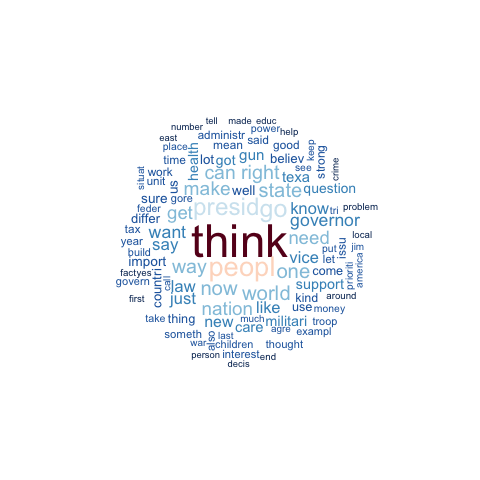 tell made educ
number power help
administr
east mean said good
place health keep
time lot got gun believ see strong crime
situat work can right texa
unit us make well state question
sure gore get presid go know tri problem
feder differ governor
tax want think need issu local
year say vice put jim
build way peopl one let prioriti
import come america
factyes countri law now world support
govern call just nation like kind around
first new care militari use money
take thing much troop
someth also last agre exampl
war children thought
person interest end
decis